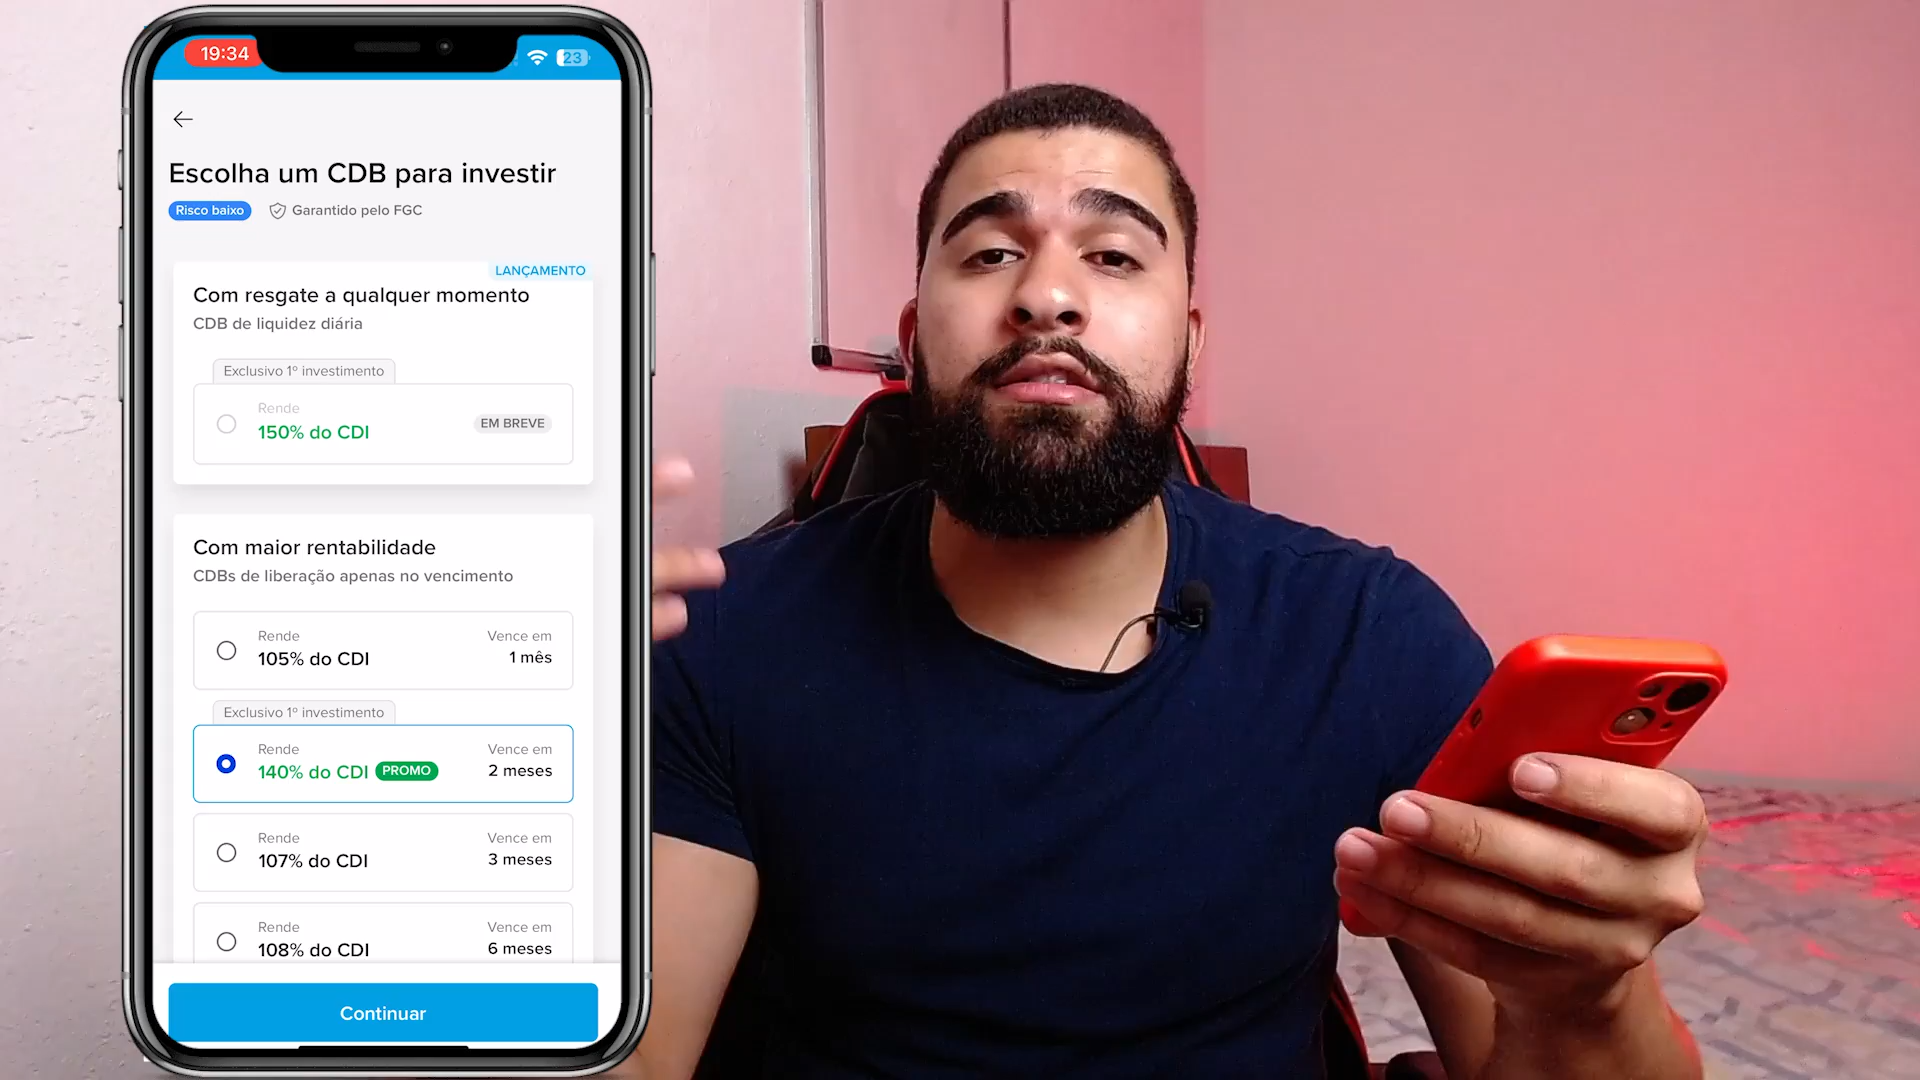 19:34
23
Escolha um CDB para investir
Risco baixo
Garantido pelo FGC
LANÇAMENTO
Com resgate a qualquer momento
CDB de liquidez diária
Exclusivo 1º investimento
Rende
150% do CDI
EM BREVE
Com maior rentabilidade
CDBs de liberação apenas no vencimento
Rende
Vence em
105% do CDI
1 mês
Exclusivo 1º investimento
Rende
Vence em
140% do CDI PROMO
2 meses
Rende
Vence em
107% do CDI
3 meses
Rende
Vence em
108% do CDI
6 meses
Continuar